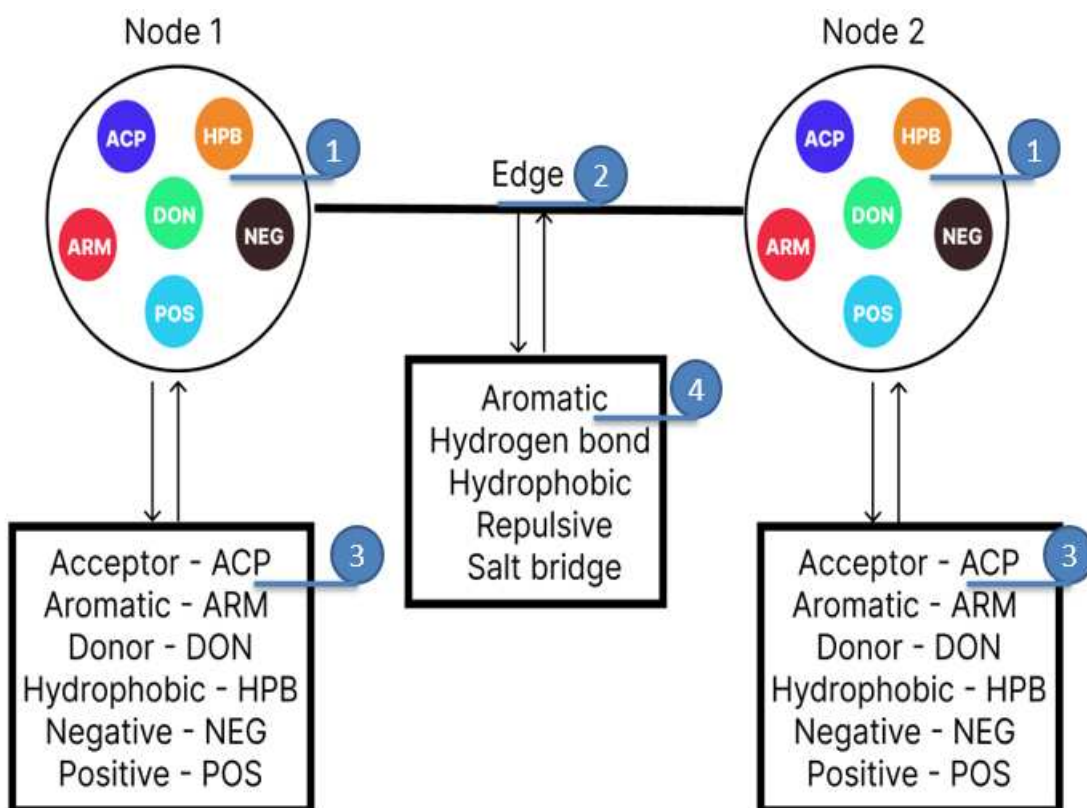 Node 1
Node 2
ACP
HPB
1
DON
ARM
NEG
POS
Edge
2
ACP
HPB
1
DON
ARM
NEG
POS
4
Aromatic
Hydrogen bond
Hydrophobic
Repulsive
Salt bridge
3
Acceptor - ACP
Aromatic - ARM
Donor - DON
Hydrophobic - HPB
Negative - NEG
Positive - POS
3
Acceptor - ACP
Aromatic - ARM
Donor - DON
Hydrophobic - HPB
Negative - NEG
Positive - POS